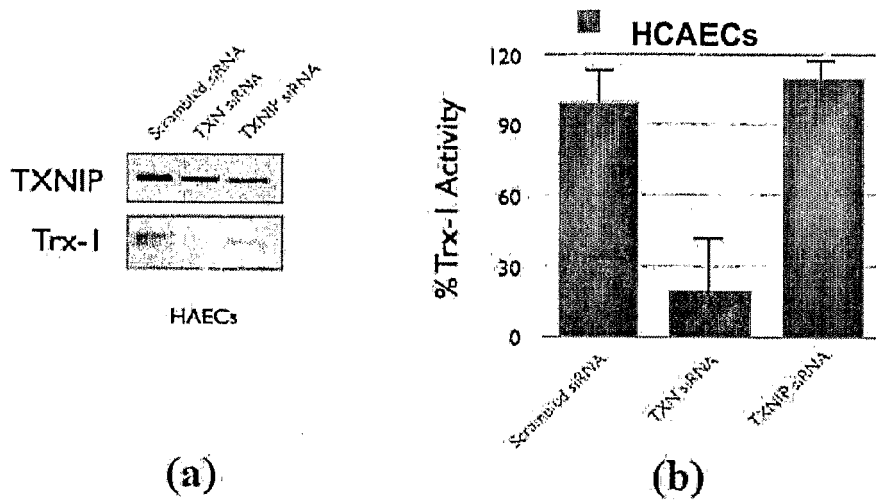 Scrambled siRNA
TXN siRNA
TXNIP siRNA
TXNIP
Trx-1
HAECs
(a)
HCAECs
% Trx-1 Activity
120
90
60
30
0
Scrambled siRNA
TXN siRNA
TXNIP siRNA
(b)